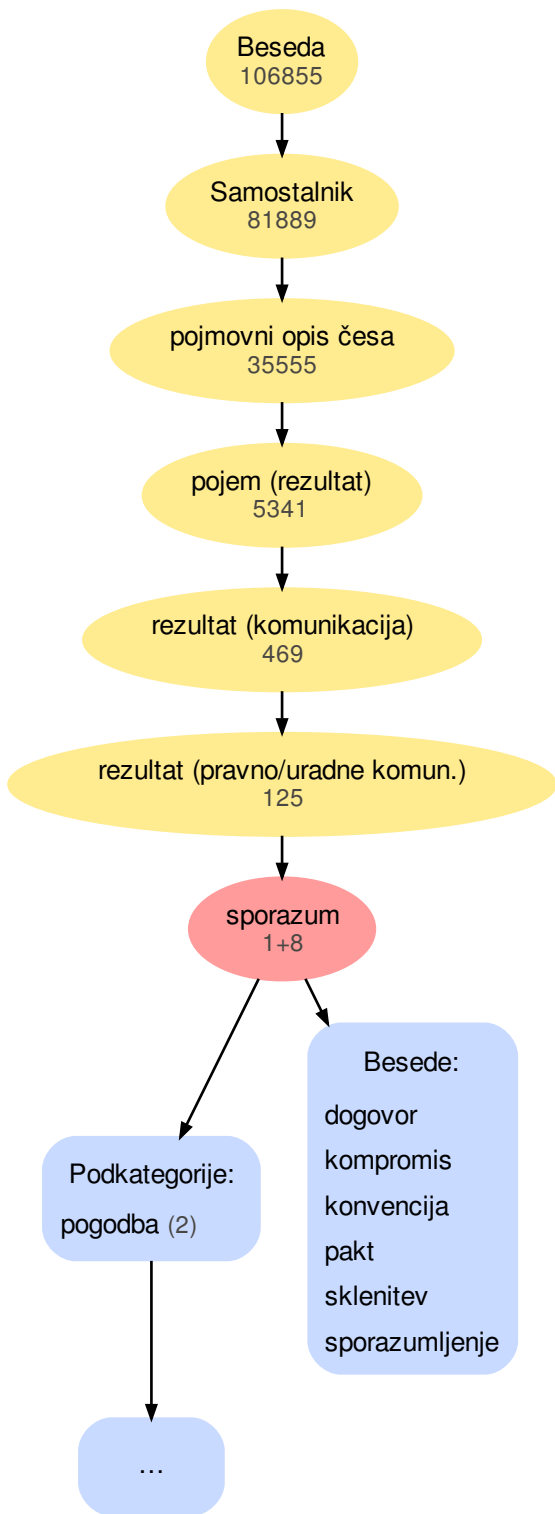 Beseda
106855
Samostalnik
81889
pojmovni opis česa
35555
pojem (rezultat)
5341
rezultat (komunikacija)
469
rezultat (pravno/uradne komun.)
125
sporazum
1+8
Podkategorije:
pogodba (2)
…
Besede:
dogovor
kompromis
konvencija
pakt
sklenitev
sporazumljenje